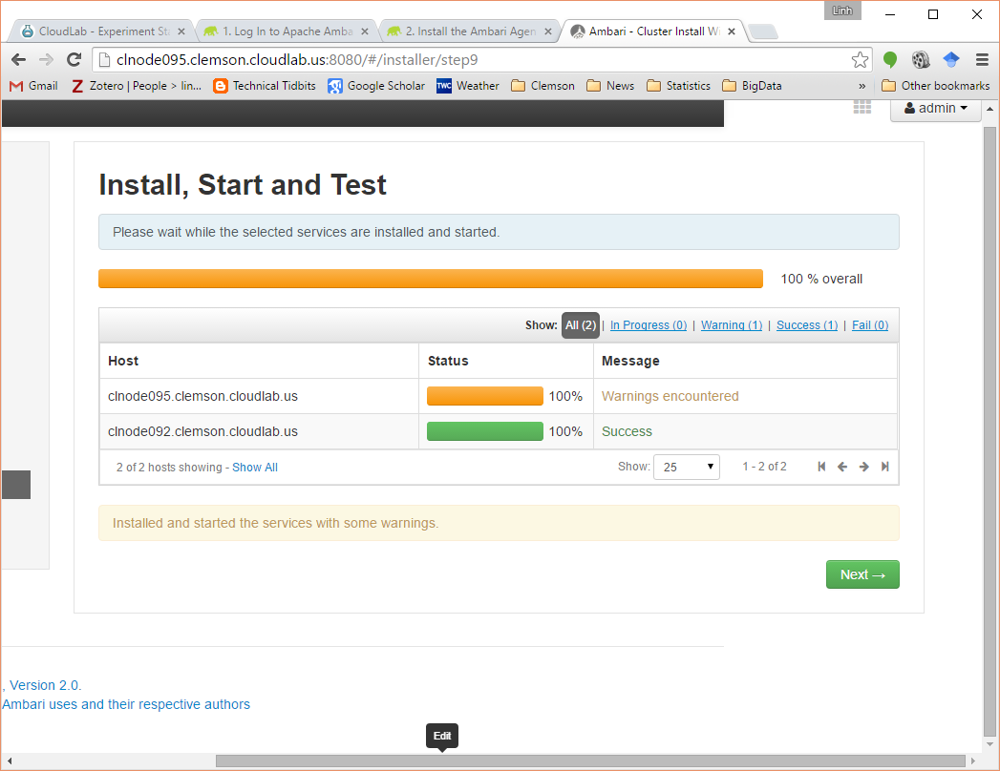 Linh
CloudLab - Experiment Sta
1. Log In to Apache Amba
2. Install the Ambari Agen
Ambari - Cluster Install W
clnode095.clemson.cloudlab.us:8080/#/installer/step9
Gmail
Zotero | People > lin...
Technical Tidbits
Google Scholar
TWC Weather
Clemson
News
Statistics
BigData
»
Other bookmarks
admin
Install, Start and Test
Please wait while the selected services are installed and started.
100 % overall
Show: All (2) | In Progress (0) | Warning (1) | Success (1) | Fail (0)
Host Status Message
clnode095.clemson.cloudlab.us 100% Warnings encountered
clnode092.clemson.cloudlab.us 100% Success
2 of 2 hosts showing - Show All Show: 25 1 - 2 of 2
Installed and started the services with some warnings.
Next →
, Version 2.0.
Ambari uses and their respective authors
Edit